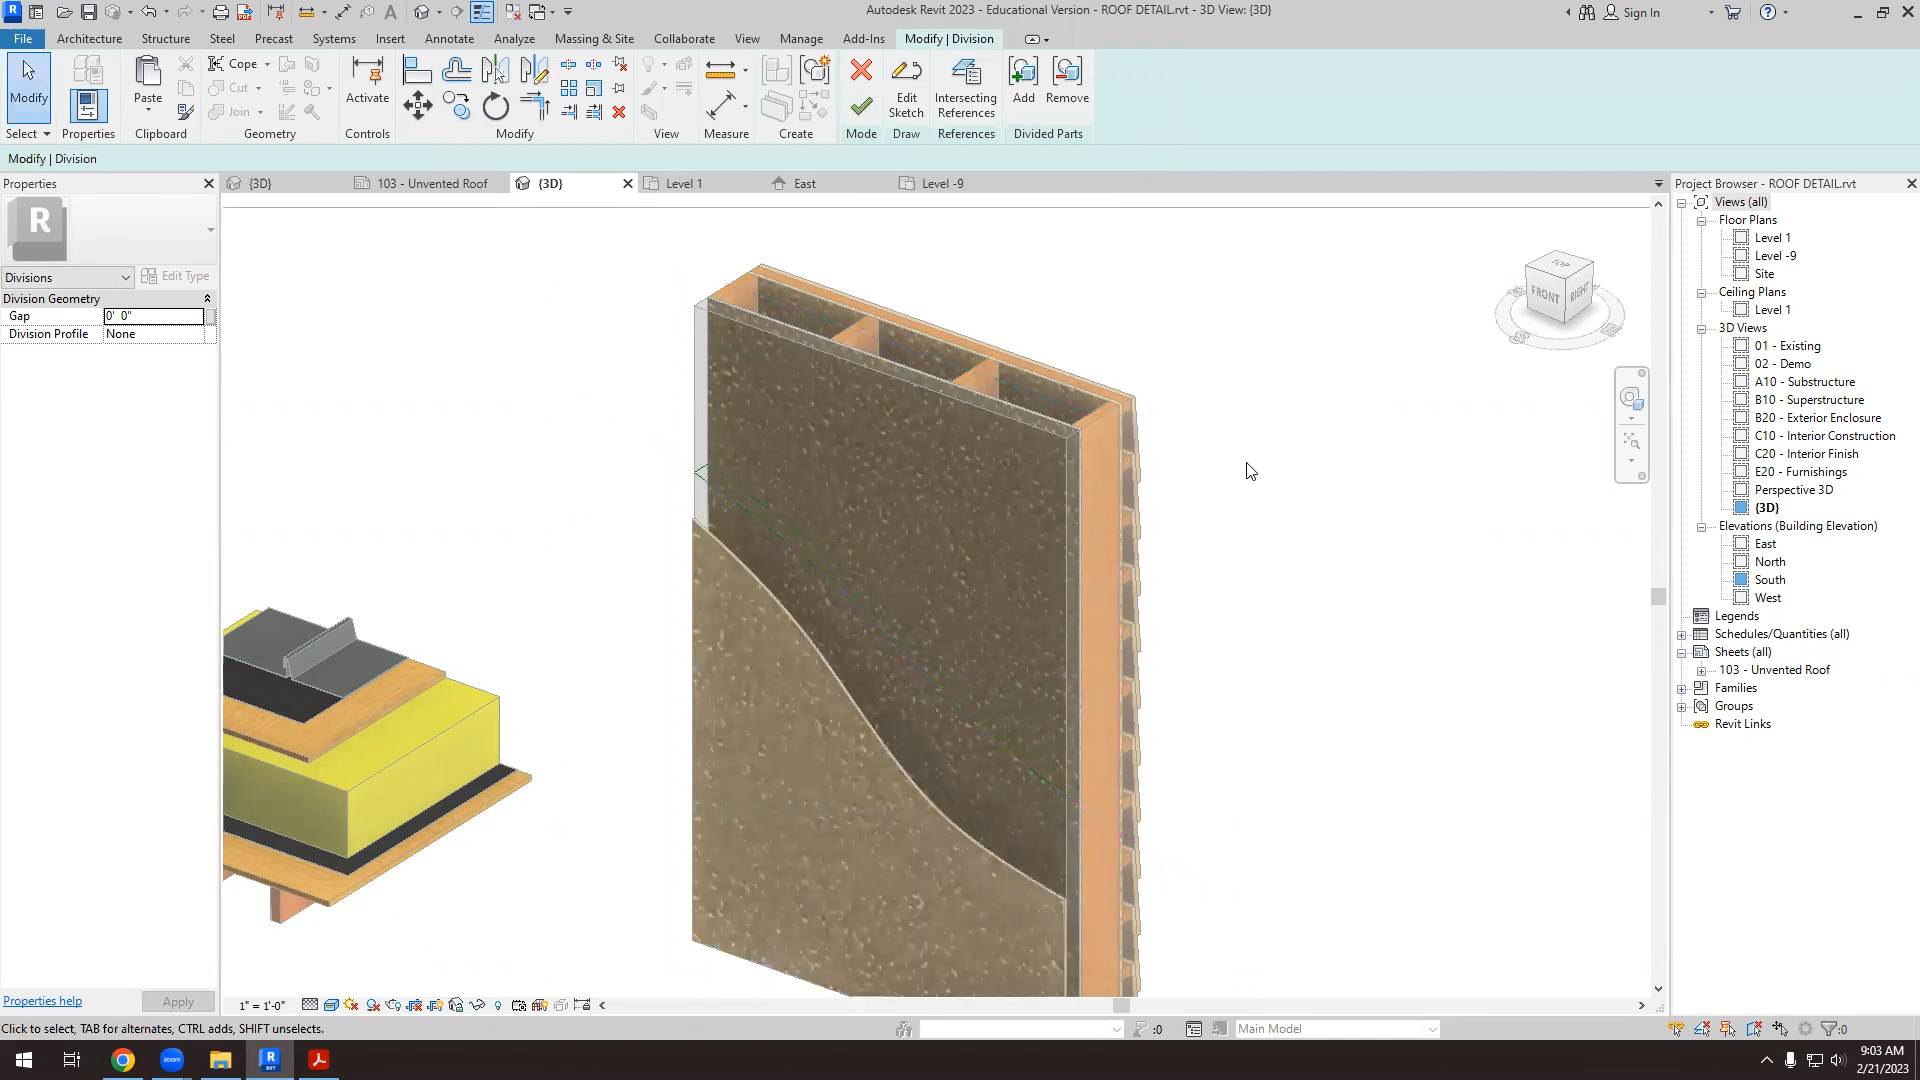 Autodesk Revit 2023 - Educational Version - ROOF DETAIL.rvt - 3D View: {3D}
Sign In
File Architecture Structure Steel Precast Systems Insert Annotate Analyze Massing & Site Collaborate View Manage Add-Ins Modify | Division
Modify
Select
Properties
Paste
Clipboard
Cope
Cut
Join
Geometry
Activate
Controls
Modify
View
Measure
Create
Mode
Edit Sketch
Draw
Intersecting References
References
Add
Remove
Divided Parts
Modify | Division
Properties
{3D}
103 - Unvented Roof
{3D}
Level 1
East
Level -9
Project Browser - ROOF DETAIL.rvt
R
Divisions
Edit Type
Division Geometry
Gap 0' 0"
Division Profile None
TOP
FRONT
RIGHT
Views (all)
Floor Plans
Level 1
Level -9
Site
Ceiling Plans
Level 1
3D Views
01 - Existing
02 - Demo
A10 - Substructure
B10 - Superstructure
B20 - Exterior Enclosure
C10 - Interior Construction
C20 - Interior Finish
E20 - Furnishings
Perspective 3D
{3D}
Elevations (Building Elevation)
East
North
South
West
Legends
Schedules/Quantities (all)
Sheets (all)
103 - Unvented Roof
Families
Groups
Revit Links
Properties help
Apply
1" = 1'-0"
Click to select, TAB for alternates, CTRL adds, SHIFT unselects.
:0
Main Model
:0
zoom
R
RVT
9:03 AM
2/21/2023